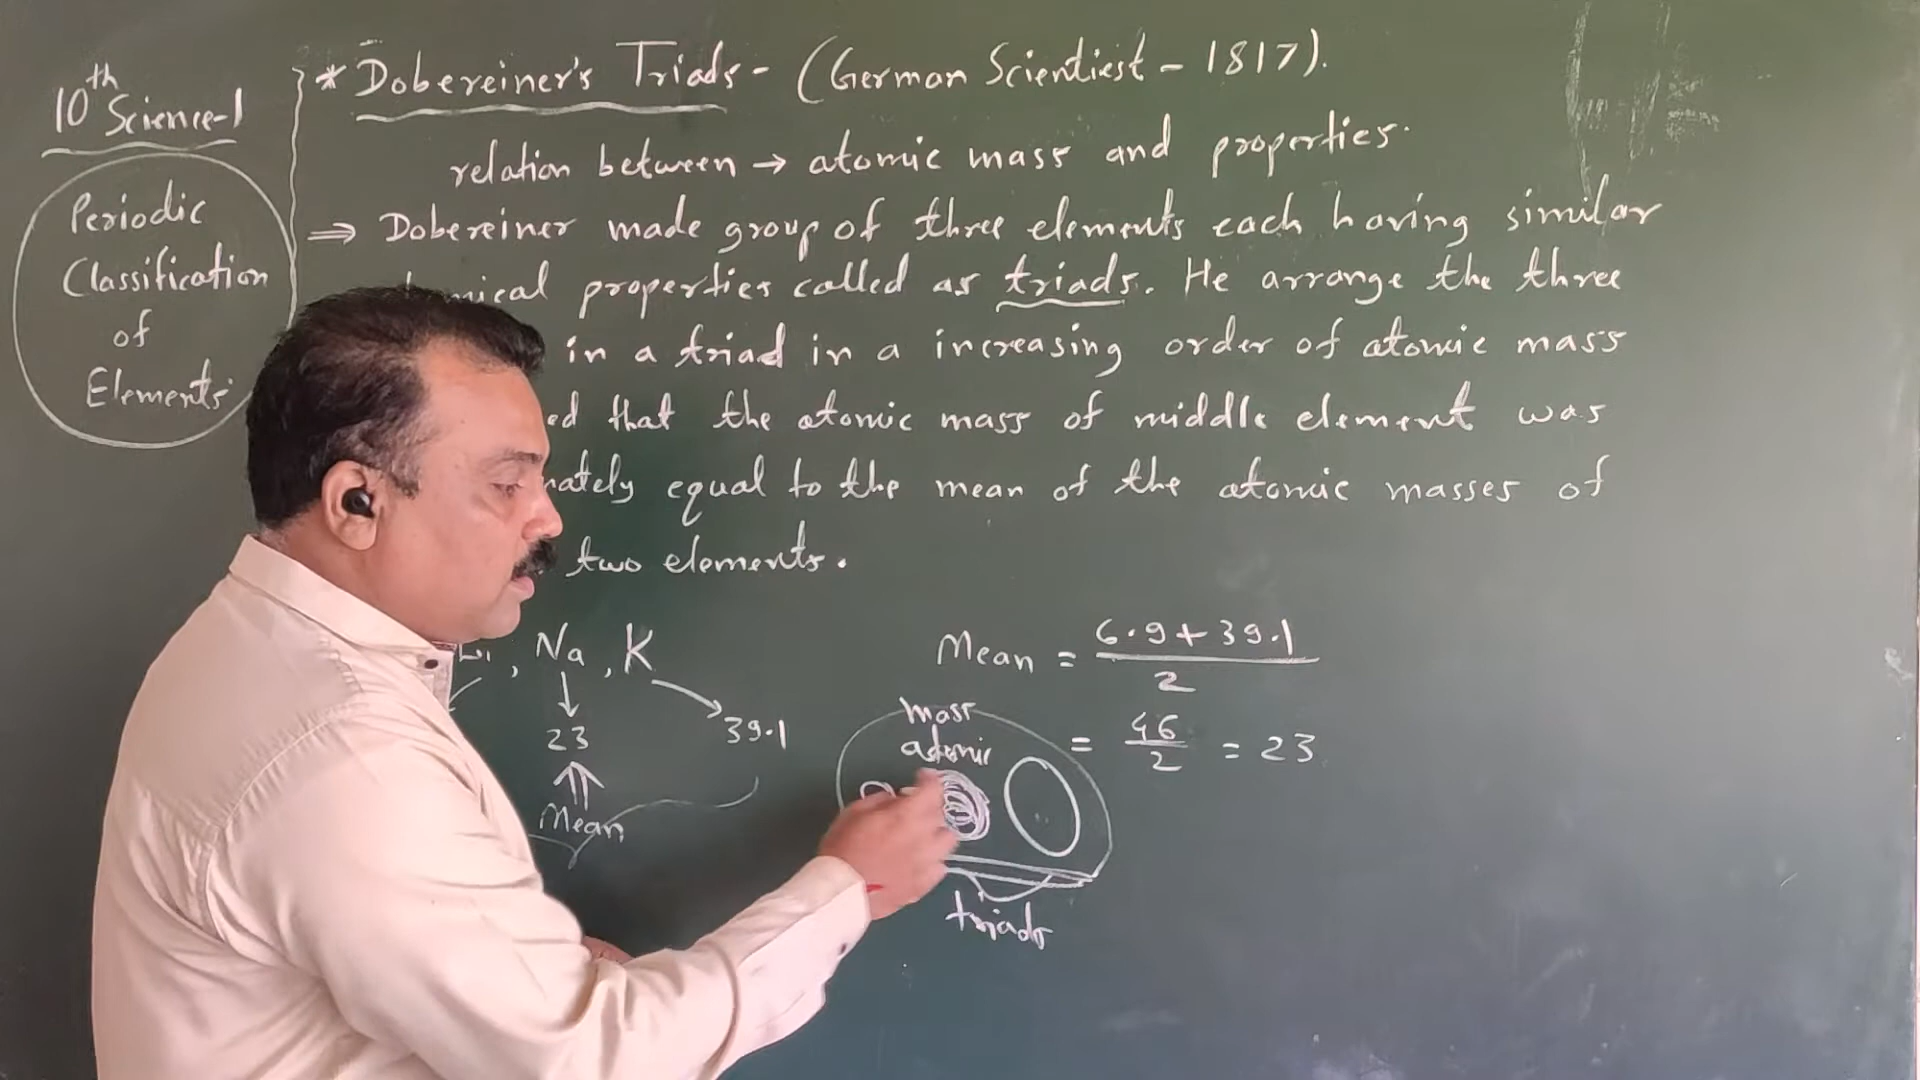 10th Science-1
Periodic
Classification
of
Elements
* Dobereiner's Triads - (German Scientiest - 1817).
relation between → atomic mass and properties.
⇒ Dobereiner made group of three elements each having similar
properties called as triads. He arrange the three
in a triad in a increasing order of atomic mass
that the atomic mass of middle element was
equal to the mean of the atomic masses of
two elements.
, Na, K
23
39.1
Mean
Mean = 6.9+39.1
2
= 46 = 23
2
mass
atomic
triads